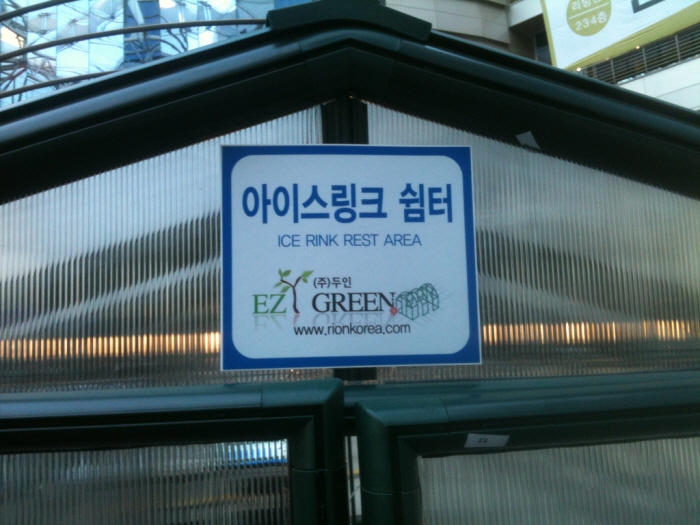 234층
아이스링크 쉼터
ICE RINK REST AREA
(주)두인
EZ GREEN
www.rionkorea.com